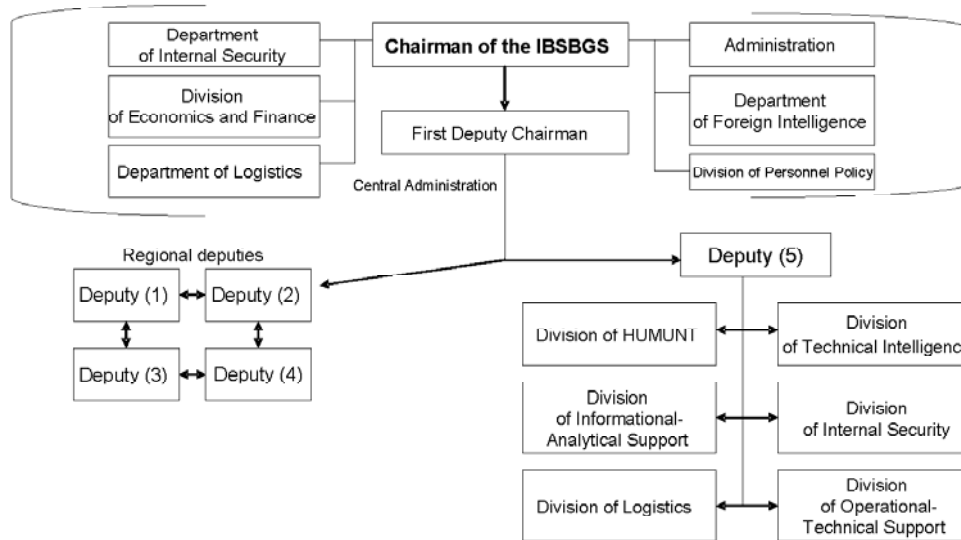 Department
of Internal Security
Chairman of the IBSBGS
Administration
Division
of Economics and Finance
Department
of Foreign Intelligence
First Deputy Chairman
Department of Logistics
Division of Personnel Policy
Central Administration
Regional deputies
Deputy (5)
Deputy (1)
Deputy (2)
Deputy (3)
Deputy (4)
Division of HUMUNT
Division
of Technical Intelligence
Division
of Informational-
Analytical Support
Division
of Internal Security
Division of Logistics
Division
of Operational-
Technical Support